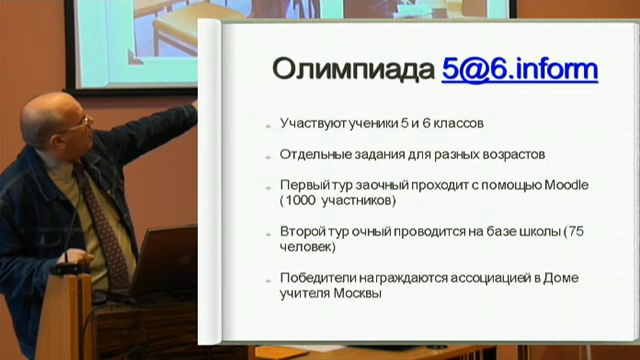 Олимпиада 5@6.inform
Участвуют ученики 5 и 6 классов
Отдельные задания для разных возрастов
Первый тур заочный проходит с помощью Moodle
(1000 участников)
Второй тур очный проводится на базе школы (75
человек)
Победители награждаются ассоциацией в Доме
учителя Москвы